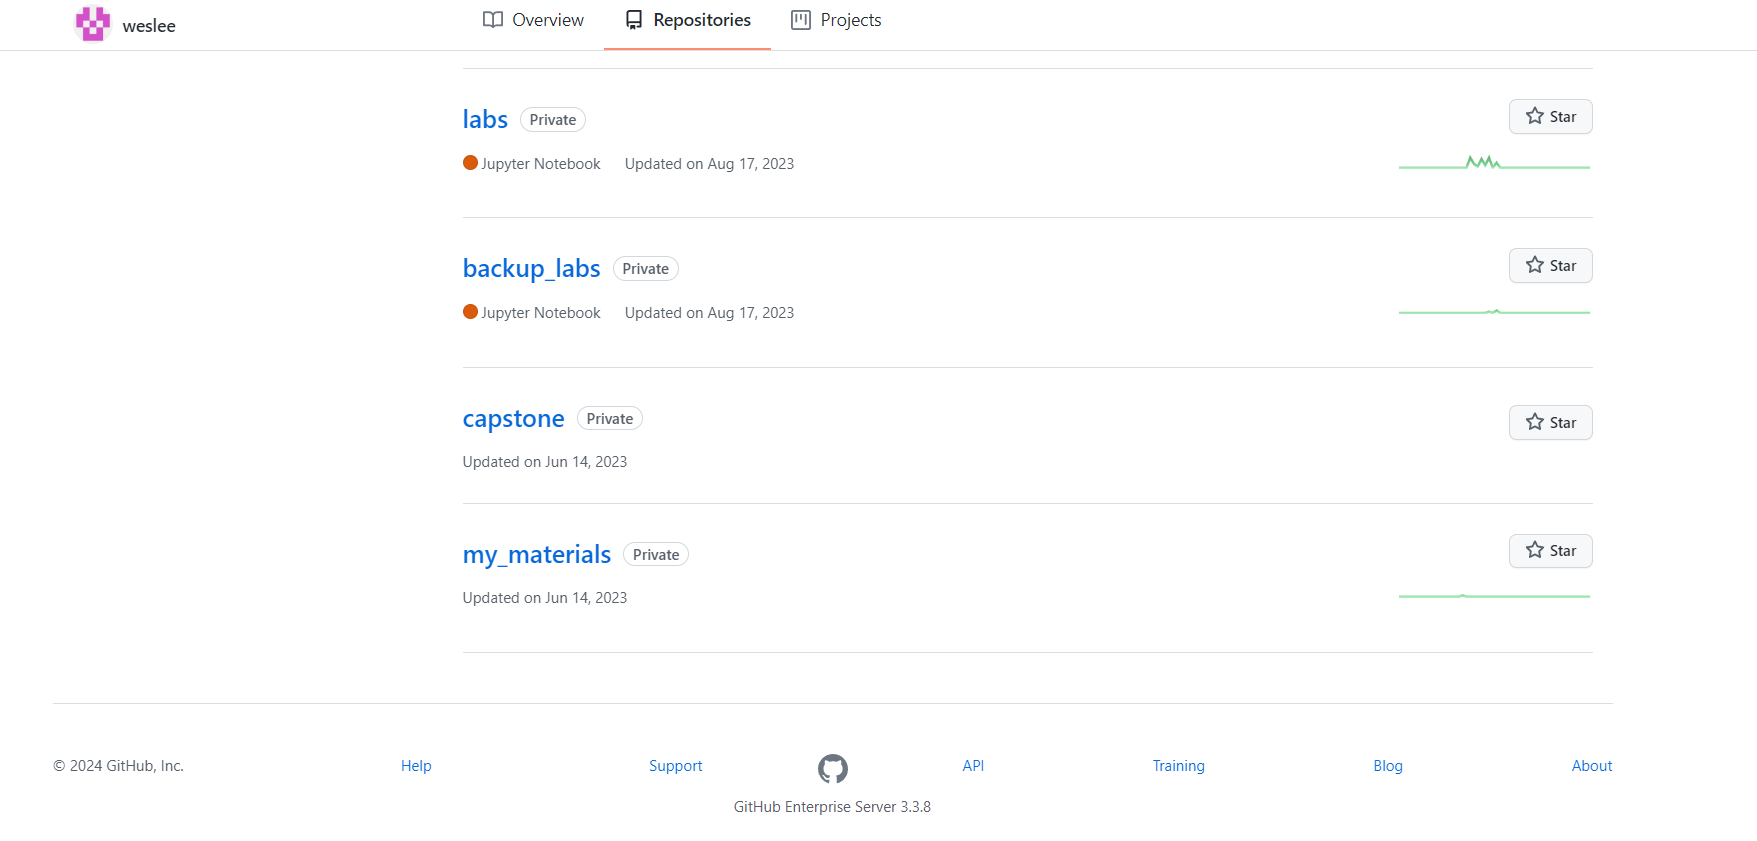 weslee
Overview Repositories Projects
labs Private
Star
Jupyter Notebook Updated on Aug 17, 2023
backup_labs Private
Star
Jupyter Notebook Updated on Aug 17, 2023
capstone Private
Star
Updated on Jun 14, 2023
my_materials Private
Star
Updated on Jun 14, 2023
© 2024 GitHub, Inc. Help Support API Training Blog About
GitHub Enterprise Server 3.3.8